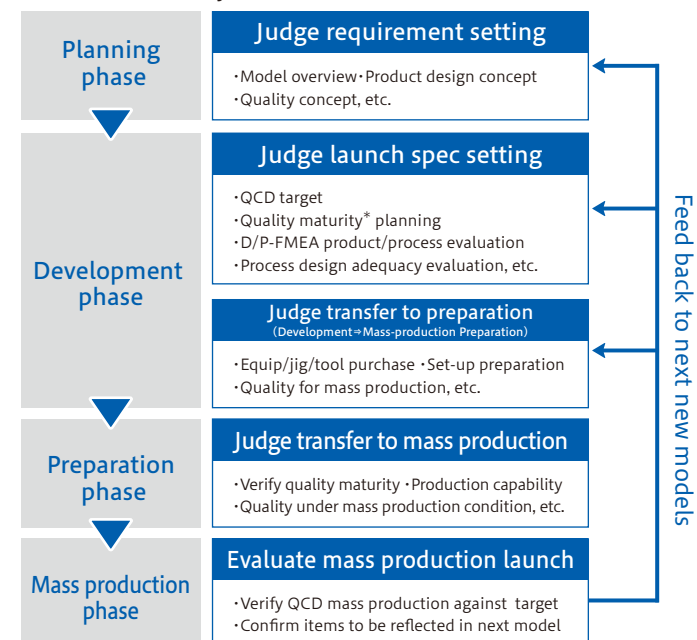 Planning
phase
Judge requirement setting
・Model overview・Product design concept
・Quality concept, etc.
Development
phase
Judge launch spec setting
・QCD target
・Quality maturity* planning
・D/P-FMEA product/process evaluation
・Process design adequacy evaluation, etc.
Judge transfer to preparation
(Development⇒Mass-production Preparation)
・Equip/jig/tool purchase ・Set-up preparation
・Quality for mass production, etc.
Preparation
phase
Judge transfer to mass production
・Verify quality maturity ・Production capability
・Quality under mass production condition, etc.
Mass production
phase
Evaluate mass production launch
・Verify QCD mass production against target
・Confirm items to be reflected in next model
Feed back to next new models